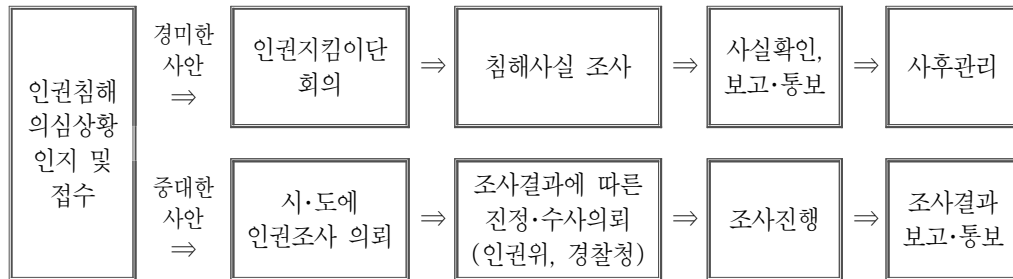 인권침해
의심상황
인지 및
접수
경미한
사안
⇒
인권지킴이단
회의
⇒
침해사실 조사
⇒
사실확인,
보고·통보
⇒
사후관리
중대한
사안
⇒
시·도에
인권조사 의뢰
⇒
조사결과에 따른
진정·수사의뢰
(인권위, 경찰청)
⇒
조사진행
⇒
조사결과
보고·통보